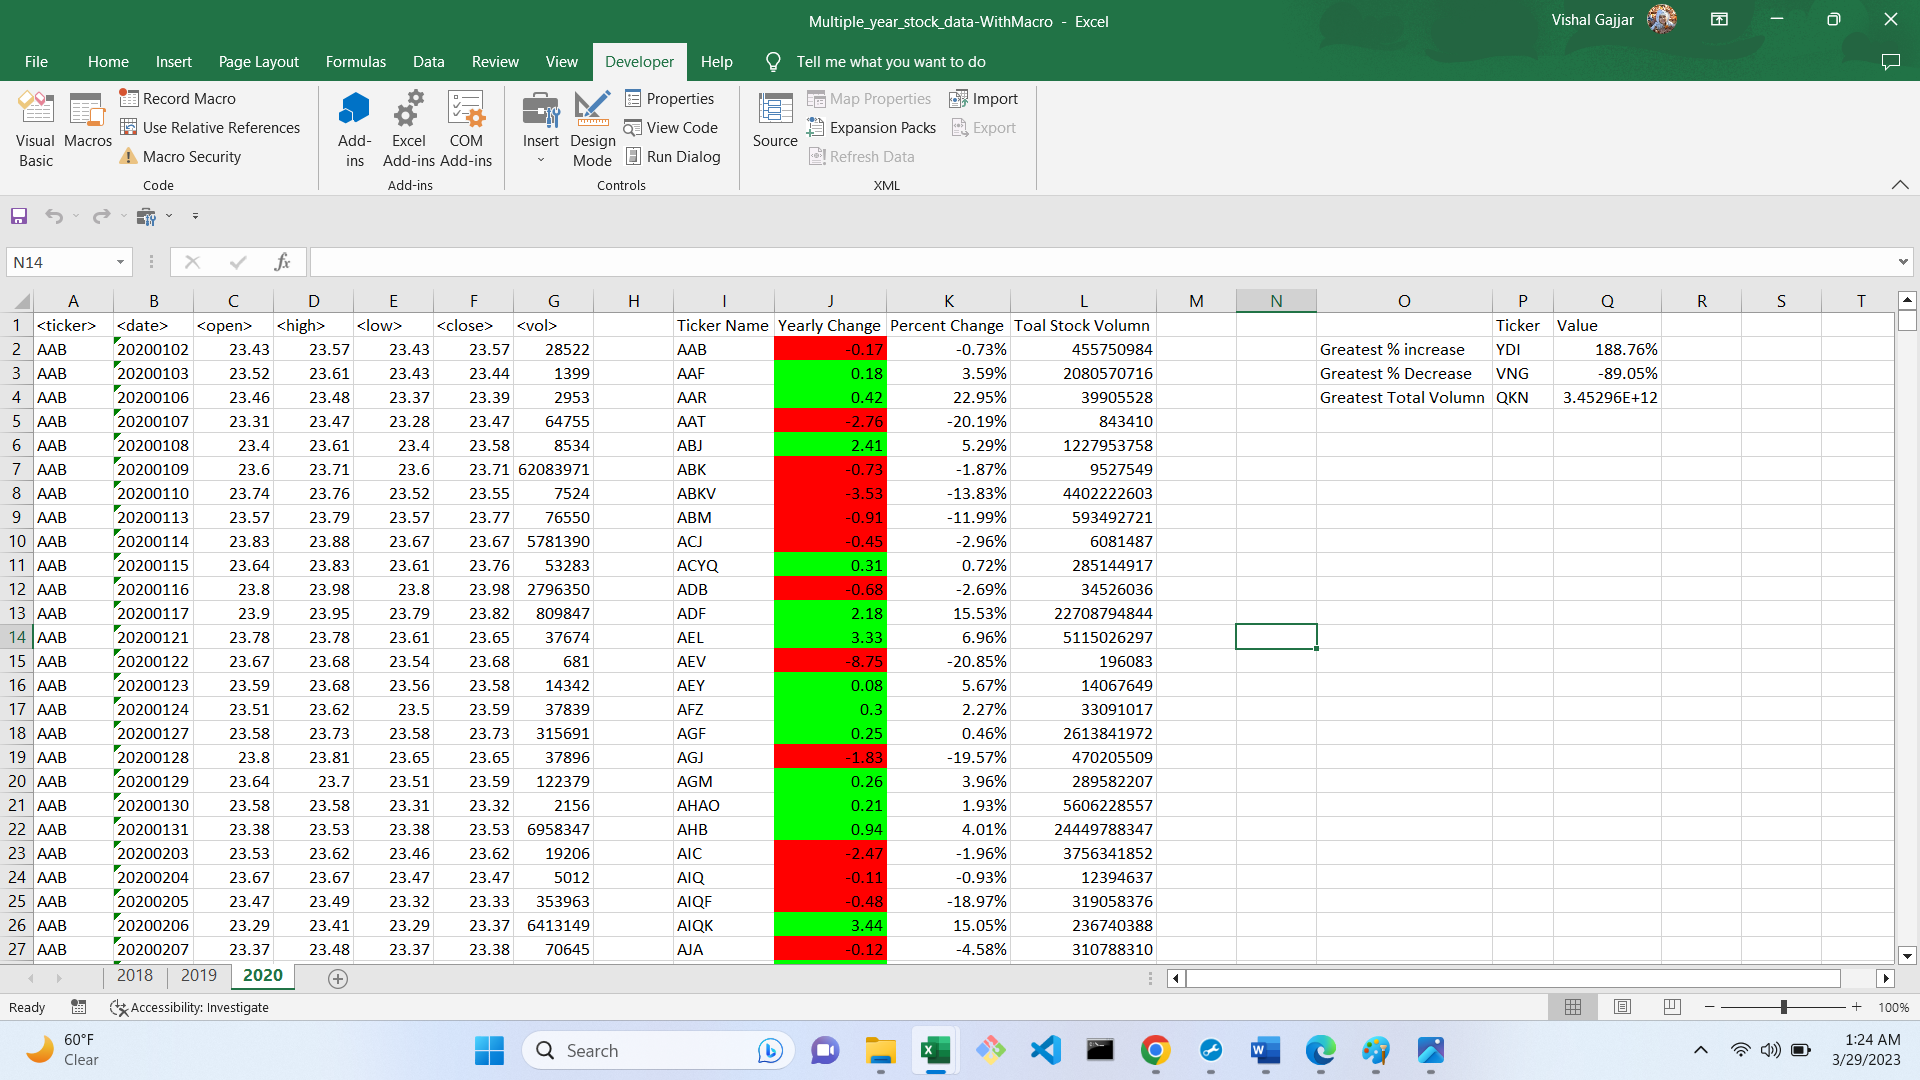 Multiple_year_stock_data-WithMacro - Excel
Vishal Gajjar
File Home Insert Page Layout Formulas Data Review View Developer Help Tell me what you want to do
Visual Basic
Macros
Record Macro
Use Relative References
Macro Security
Code
Add-ins
Excel Add-ins
COM Add-ins
Add-ins
Insert
Design Mode
Properties
View Code
Run Dialog
Controls
Source
Map Properties
Expansion Packs
Refresh Data
Import
Export
XML
N14
fx
A B C D E F G H I J K L M N O P Q R S T
1 <ticker> <date> <open> <high> <low> <close> <vol> Ticker Name Yearly Change Percent Change Toal Stock Volumn Ticker Value
2 AAB 20200102 23.43 23.57 23.43 23.57 28522 AAB -0.17 -0.73% 455750984 Greatest % increase YDI 188.76%
3 AAB 20200103 23.52 23.61 23.43 23.44 1399 AAF 0.18 3.59% 2080570716 Greatest % Decrease VNG -89.05%
4 AAB 20200106 23.46 23.48 23.37 23.39 2953 AAR 0.42 22.95% 39905528 Greatest Total Volumn QKN 3.45296E+12
5 AAB 20200107 23.31 23.47 23.28 23.47 64755 AAT -2.76 -20.19% 843410
6 AAB 20200108 23.4 23.61 23.4 23.58 8534 ABJ 2.41 5.29% 1227953758
7 AAB 20200109 23.6 23.71 23.6 23.71 62083971 ABK -0.73 -1.87% 9527549
8 AAB 20200110 23.74 23.76 23.52 23.55 7524 ABKV -3.53 -13.83% 4402222603
9 AAB 20200113 23.57 23.79 23.57 23.77 76550 ABM -0.91 -11.99% 593492721
10 AAB 20200114 23.83 23.88 23.67 23.67 5781390 ACJ -0.45 -2.96% 6081487
11 AAB 20200115 23.64 23.83 23.61 23.76 53283 ACYQ 0.31 0.72% 285144917
12 AAB 20200116 23.8 23.98 23.8 23.98 2796350 ADB -0.68 -2.69% 34526036
13 AAB 20200117 23.9 23.95 23.79 23.82 809847 ADF 2.18 15.53% 22708794844
14 AAB 20200121 23.78 23.78 23.61 23.65 37674 AEL 3.33 6.96% 5115026297
15 AAB 20200122 23.67 23.68 23.54 23.68 681 AEV -8.75 -20.85% 196083
16 AAB 20200123 23.59 23.68 23.56 23.58 14342 AEY 0.08 5.67% 14067649
17 AAB 20200124 23.51 23.62 23.5 23.59 37839 AFZ 0.3 2.27% 33091017
18 AAB 20200127 23.58 23.73 23.58 23.73 315691 AGF 0.25 0.46% 2613841972
19 AAB 20200128 23.8 23.81 23.65 23.65 37896 AGJ -1.83 -19.57% 470205509
20 AAB 20200129 23.64 23.7 23.51 23.59 122379 AGM 0.26 3.96% 289582207
21 AAB 20200130 23.58 23.58 23.31 23.32 2156 AHAO 0.21 1.93% 5606228557
22 AAB 20200131 23.38 23.53 23.38 23.53 6958347 AHB 0.94 4.01% 24449788347
23 AAB 20200203 23.53 23.62 23.46 23.62 19206 AIC -2.47 -1.96% 3756341852
24 AAB 20200204 23.67 23.67 23.47 23.47 5012 AIQ -0.11 -0.93% 12394637
25 AAB 20200205 23.47 23.49 23.32 23.33 353963 AIQF -0.48 -18.97% 319058376
26 AAB 20200206 23.29 23.41 23.29 23.37 6413149 AIQK 3.44 15.05% 236740388
27 AAB 20200207 23.37 23.48 23.37 23.38 70645 AJA -0.12 -4.58% 310788310
2018 2019 2020
Ready Accessibility: Investigate 100%
60°F
Clear
Search
1:24 AM
3/29/2023